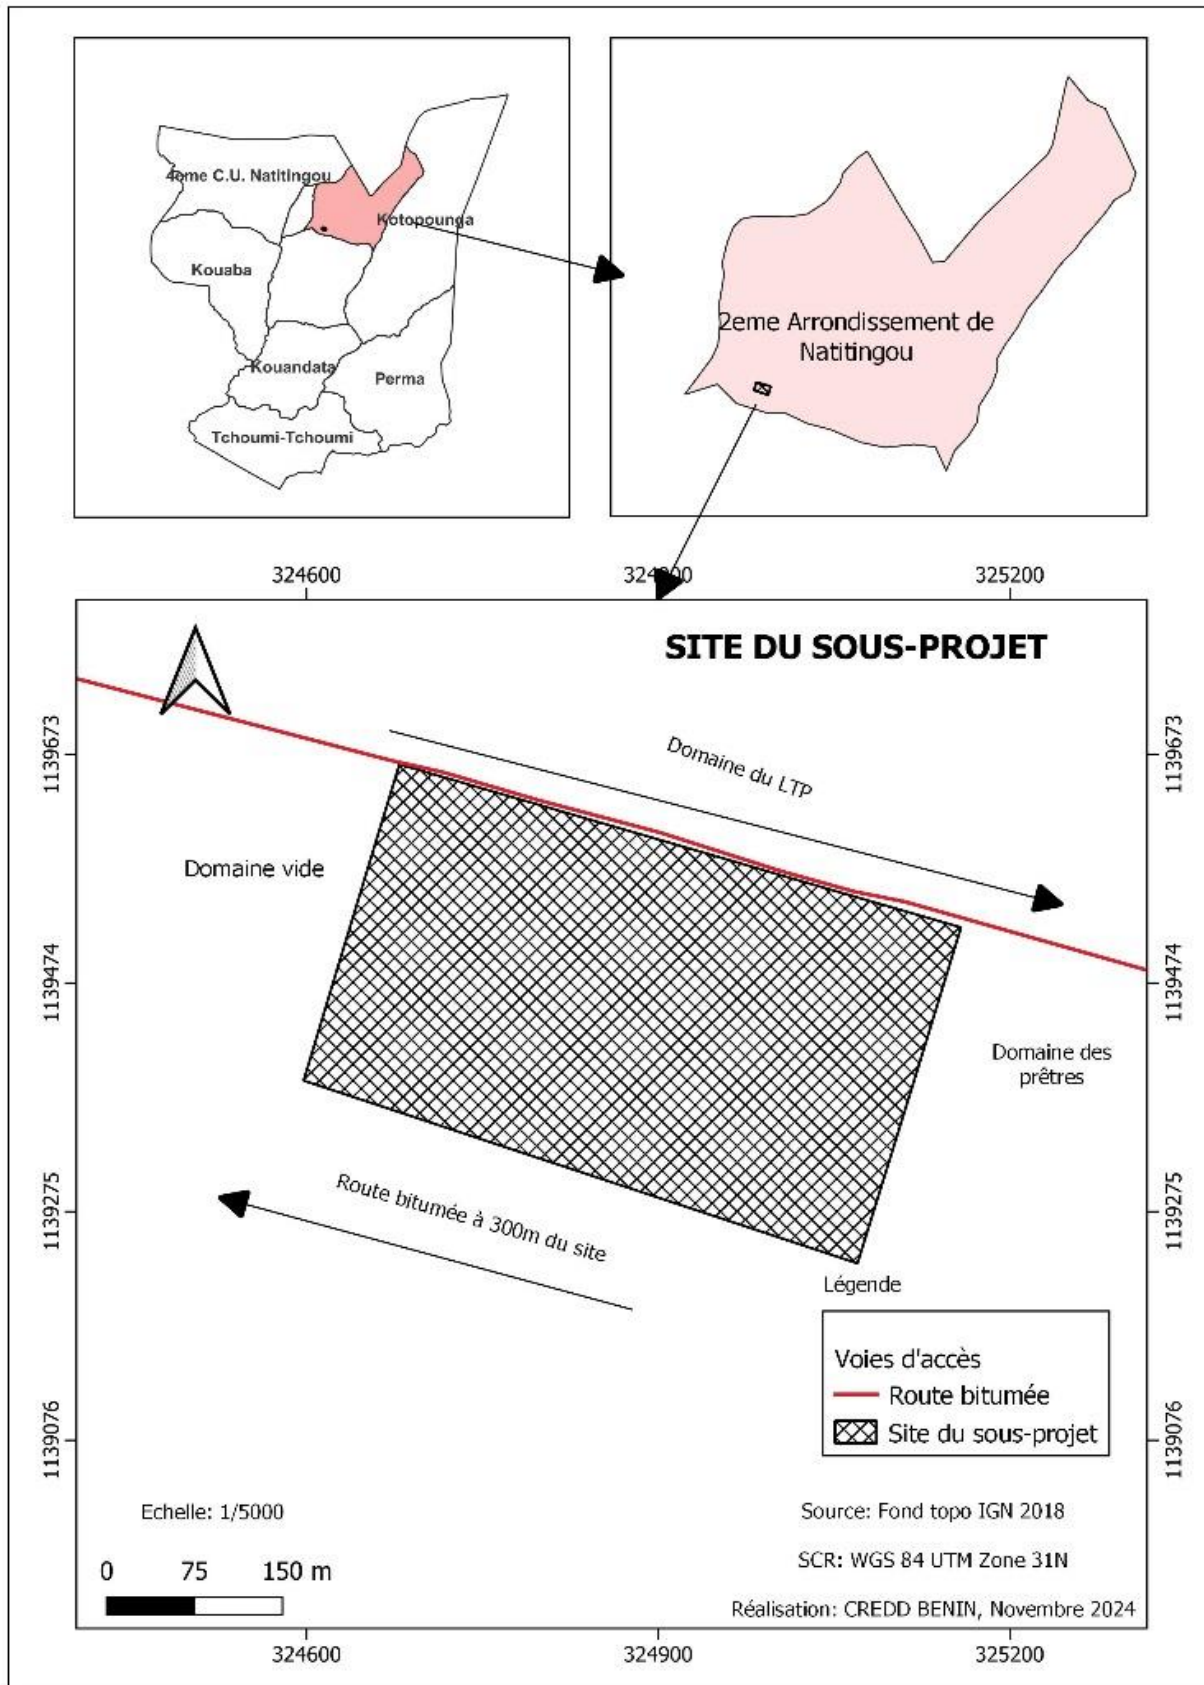 4eme C.U. Natitingou
Kotopounga
Kouaba
Kouandata
Perma
Tchoumi-Tchoumi
2eme Arrondissement de
Natitingou
324600
324900
325200
SITE DU SOUS-PROJET
1139673
1139673
Domaine du LTP
Domaine vide
1139474
1139474
Domaine des
prêtres
Route bitumée à 300m du site
1139275
1139275
Légende
Voies d'accès
Route bitumée
Site du sous-projet
1139076
1139076
Echelle: 1/5000
Source: Fond topo IGN 2018
0 75 150 m
SCR: WGS 84 UTM Zone 31N
Réalisation: CREDD BENIN, Novembre 2024
324600
324900
325200